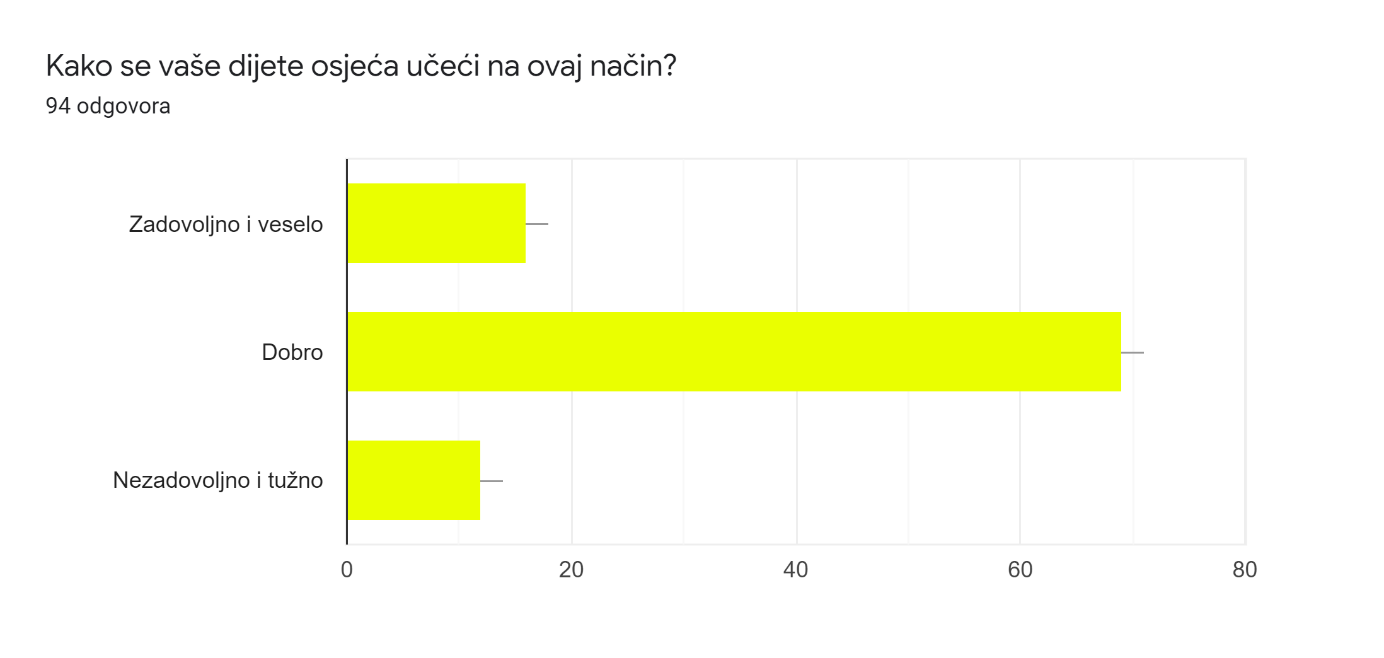 Kako se vaše dijete osjeća učeći na ovaj način?
94 odgovora
Zadovoljno i veselo
Dobro
Nezadovoljno i tužno
0 20 40 60 80